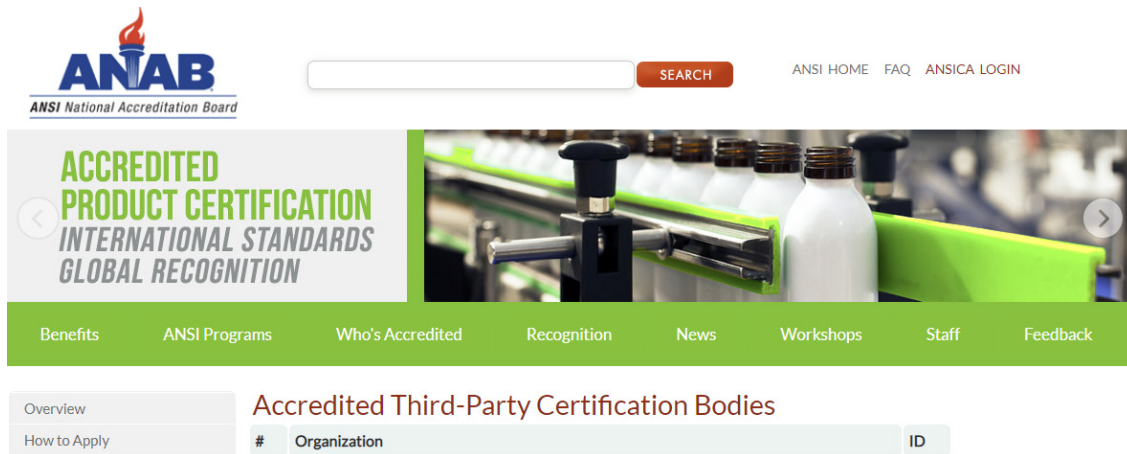 ANAB
ANSI National Accreditation Board
SEARCH
ANSI HOME FAQ ANSICA LOGIN
ACCREDITED
PRODUCT CERTIFICATION
INTERNATIONAL STANDARDS
GLOBAL RECOGNITION
Benefits ANSI Programs Who's Accredited Recognition News Workshops Staff Feedback
Overview
How to Apply
Accredited Third-Party Certification Bodies
# Organization ID